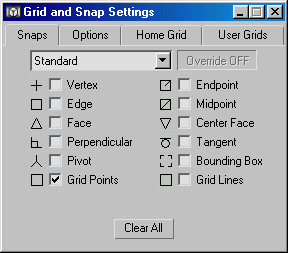 Grid and Snap Settings
Snaps Options Home Grid User Grids
Standard Override OFF
Vertex Endpoint
Edge Midpoint
Face Center Face
Perpendicular Tangent
Pivot Bounding Box
Grid Points Grid Lines
Clear All